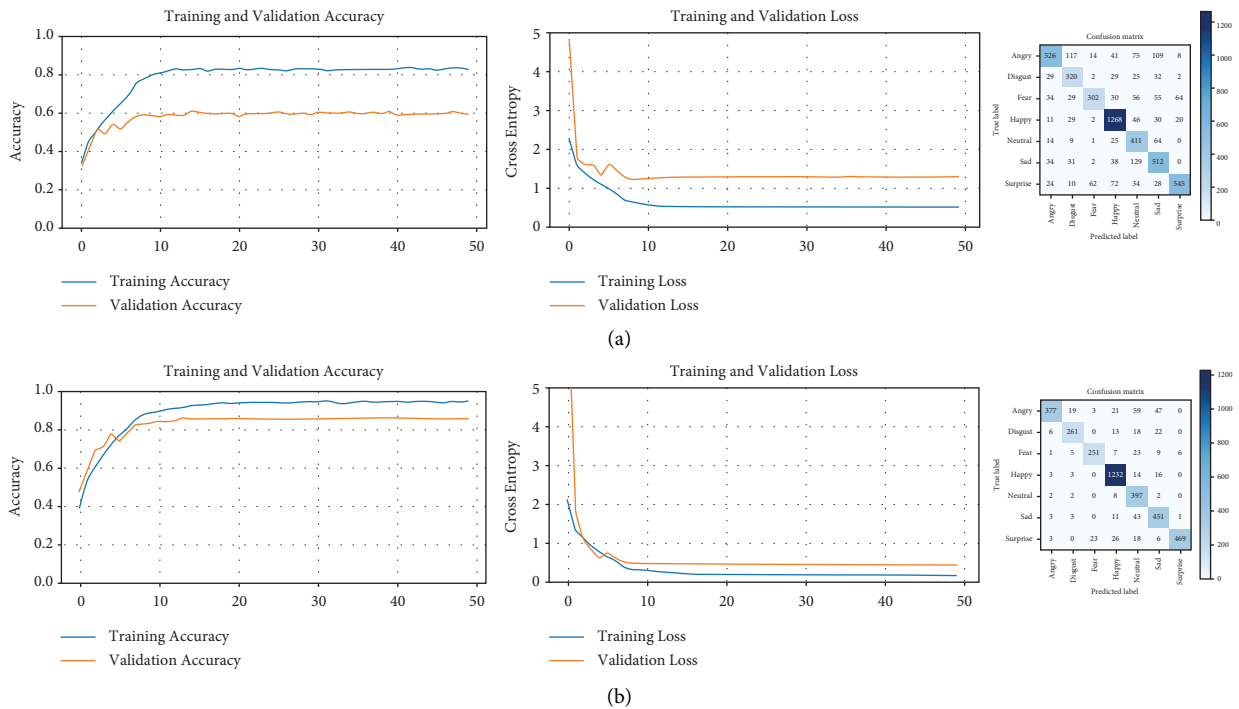 Training and Validation Accuracy
1.0
0.8
0.6
0.4
0.2
0.0
Accuracy
0 10 20 30 40 50
Training Accuracy
Validation Accuracy
Training and Validation Loss
5
4
3
2
1
0
Cross Entropy
0 10 20 30 40 50
Training Loss
Validation Loss
Confusion matrix
True label
Angry 526 117 14 41 75 109 8
Disgust 29 320 2 29 25 32 2
Fear 34 29 302 30 56 55 64
Happy 11 29 2 1268 46 30 20
Neutral 14 9 1 25 411 64 0
Sad 34 31 2 38 129 512 0
Surprise 24 10 62 72 34 28 545
Angry Disgust Fear Happy Neutral Sad Surprise
Predicted label
1200
1000
800
600
400
200
0
(a)
Training and Validation Accuracy
1.0
0.8
0.6
0.4
0.2
0.0
Accuracy
0 10 20 30 40 50
Training Accuracy
Validation Accuracy
Training and Validation Loss
5
4
3
2
1
0
Cross Entropy
0 10 20 30 40 50
Training Loss
Validation Loss
Confusion matrix
True label
Angry 377 19 3 21 59 47 0
Disgust 6 261 0 13 18 22 0
Fear 1 5 251 7 23 9 6
Happy 3 3 0 1232 14 16 0
Neutral 2 2 0 8 397 2 0
Sad 3 3 0 11 43 451 1
Surprise 3 0 23 26 18 6 469
Angry Disgust Fear Happy Neutral Sad Surprise
Predicted label
1200
1000
800
600
400
200
0
(b)